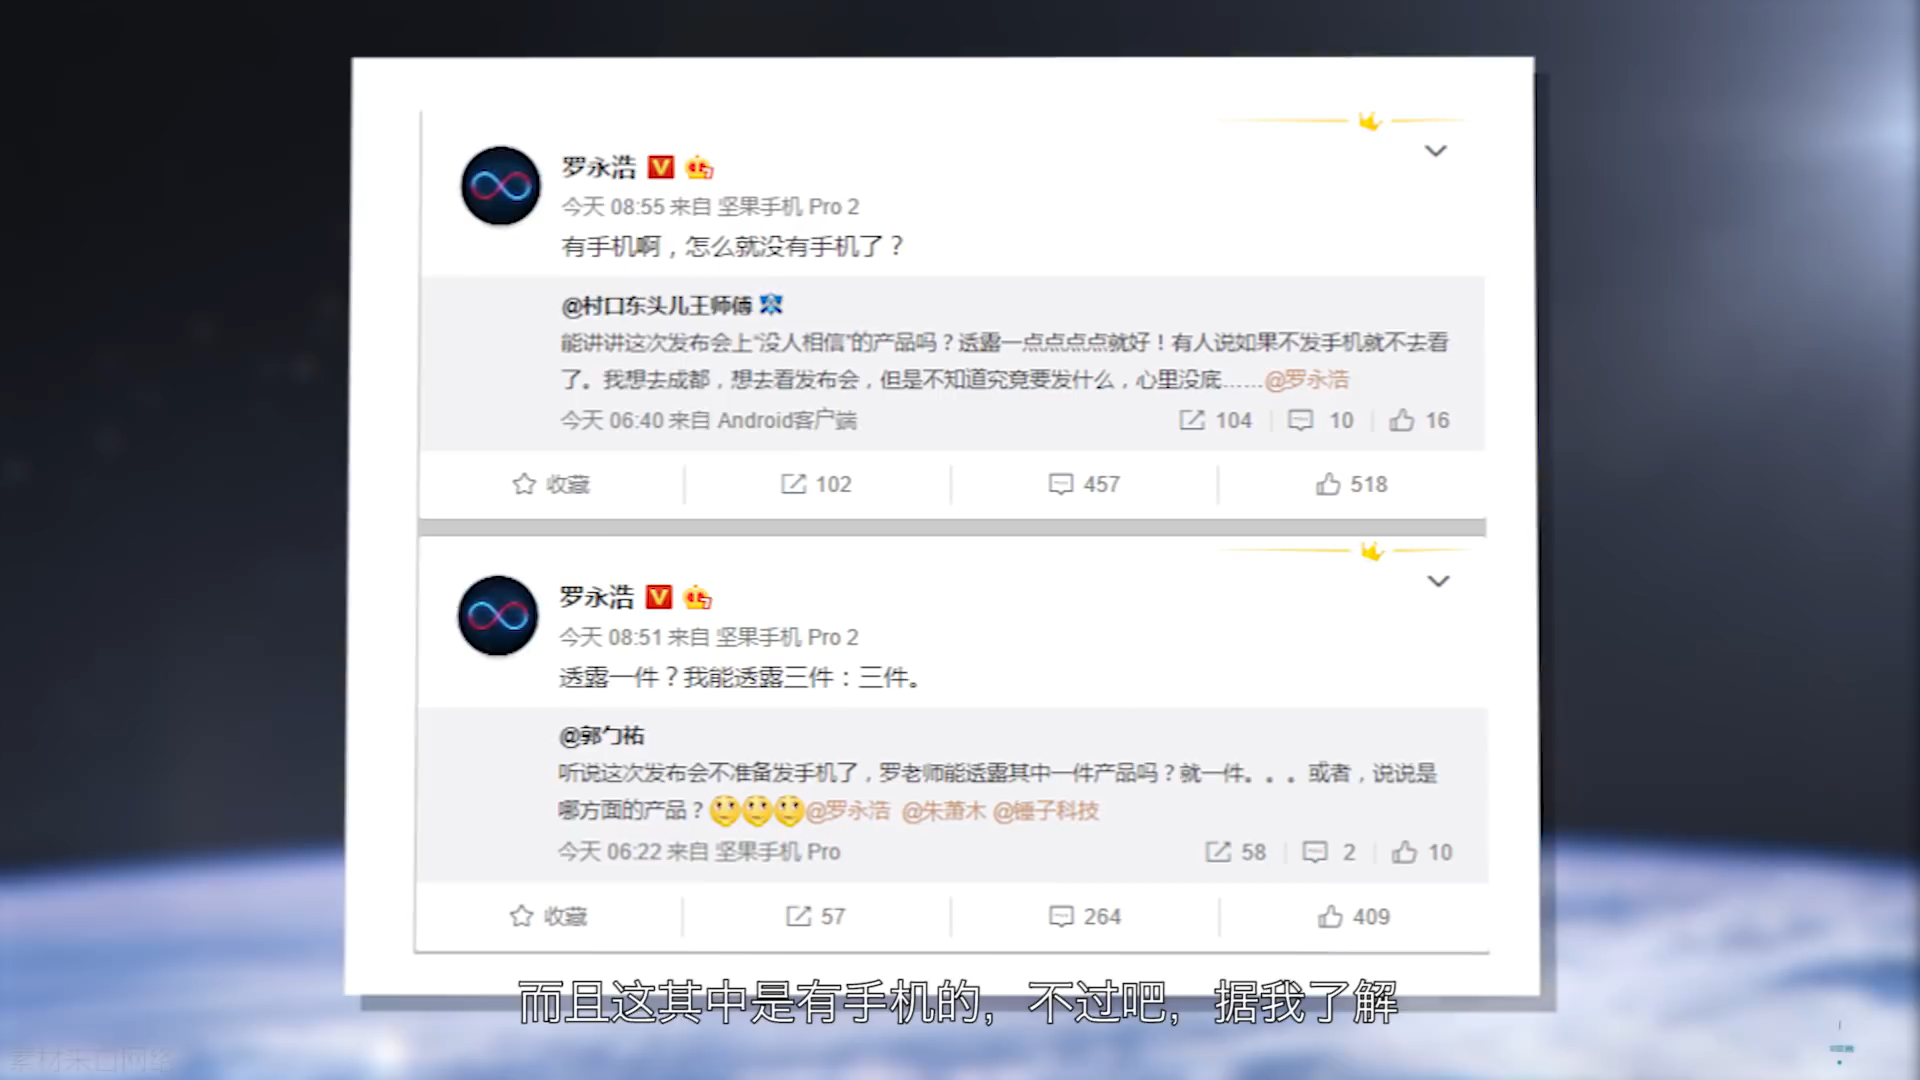 罗永浩
今天 08:55 来自 坚果手机 Pro 2
有手机啊，怎么就没有手机了？
@村口东头儿王师傅
能讲讲这次发布会上“没人相信”的产品吗？透露一点点点点就好！有人说如果不发手机就不去看
了。我想去成都，想去看发布会，但是不知道究竟要发什么，心里没底……@罗永浩
今天 06:40 来自 Android客户端 104 10 16
收藏 102 457 518
罗永浩
今天 08:51 来自 坚果手机 Pro 2
透露一件？我能透露三件：三件。
@郭勹祐
听说这次发布会不准备发手机了，罗老师能透露其中一件产品吗？就一件。。。或者，说说是
哪方面的产品？@罗永浩 @朱萧木 @锤子科技
今天 06:22 来自 坚果手机 Pro 58 2 10
收藏 57 264 409
而且这其中是有手机的，不过吧，据我了解
素材来自网络